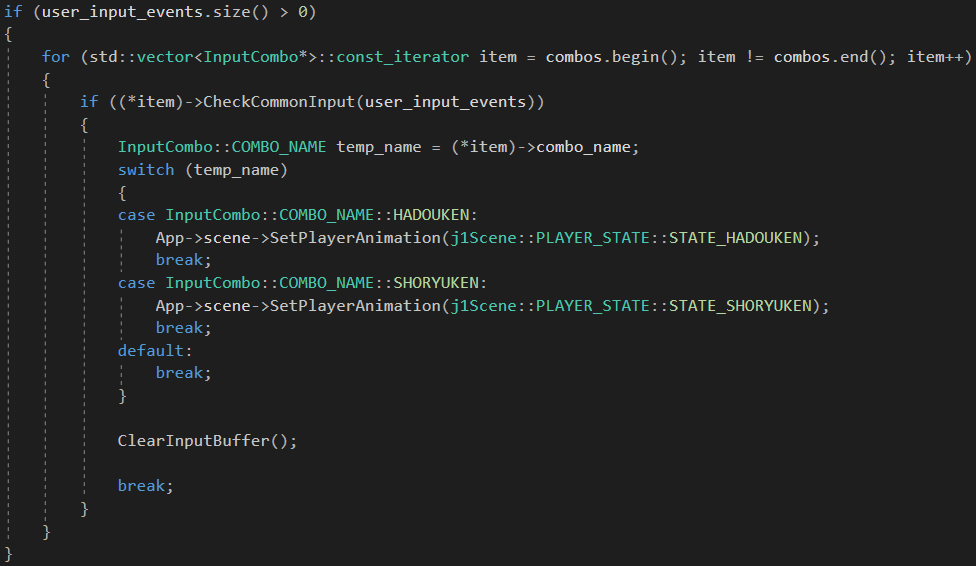 if (user_input_events.size() > 0)
{
    for (std::vector<InputCombo*>::const_iterator item = combos.begin(); item != combos.end(); item++)
    {
        if ((*item)->CheckCommonInput(user_input_events))
        {
            InputCombo::COMBO_NAME temp_name = (*item)->combo_name;
            switch (temp_name)
            {
            case InputCombo::COMBO_NAME::HADOUKEN:
                App->scene->SetPlayerAnimation(j1Scene::PLAYER_STATE::STATE_HADOUKEN);
                break;
            case InputCombo::COMBO_NAME::SHORYUKEN:
                App->scene->SetPlayerAnimation(j1Scene::PLAYER_STATE::STATE_SHORYUKEN);
                break;
            default:
                break;
            }

            ClearInputBuffer();

            break;
        }
    }
}